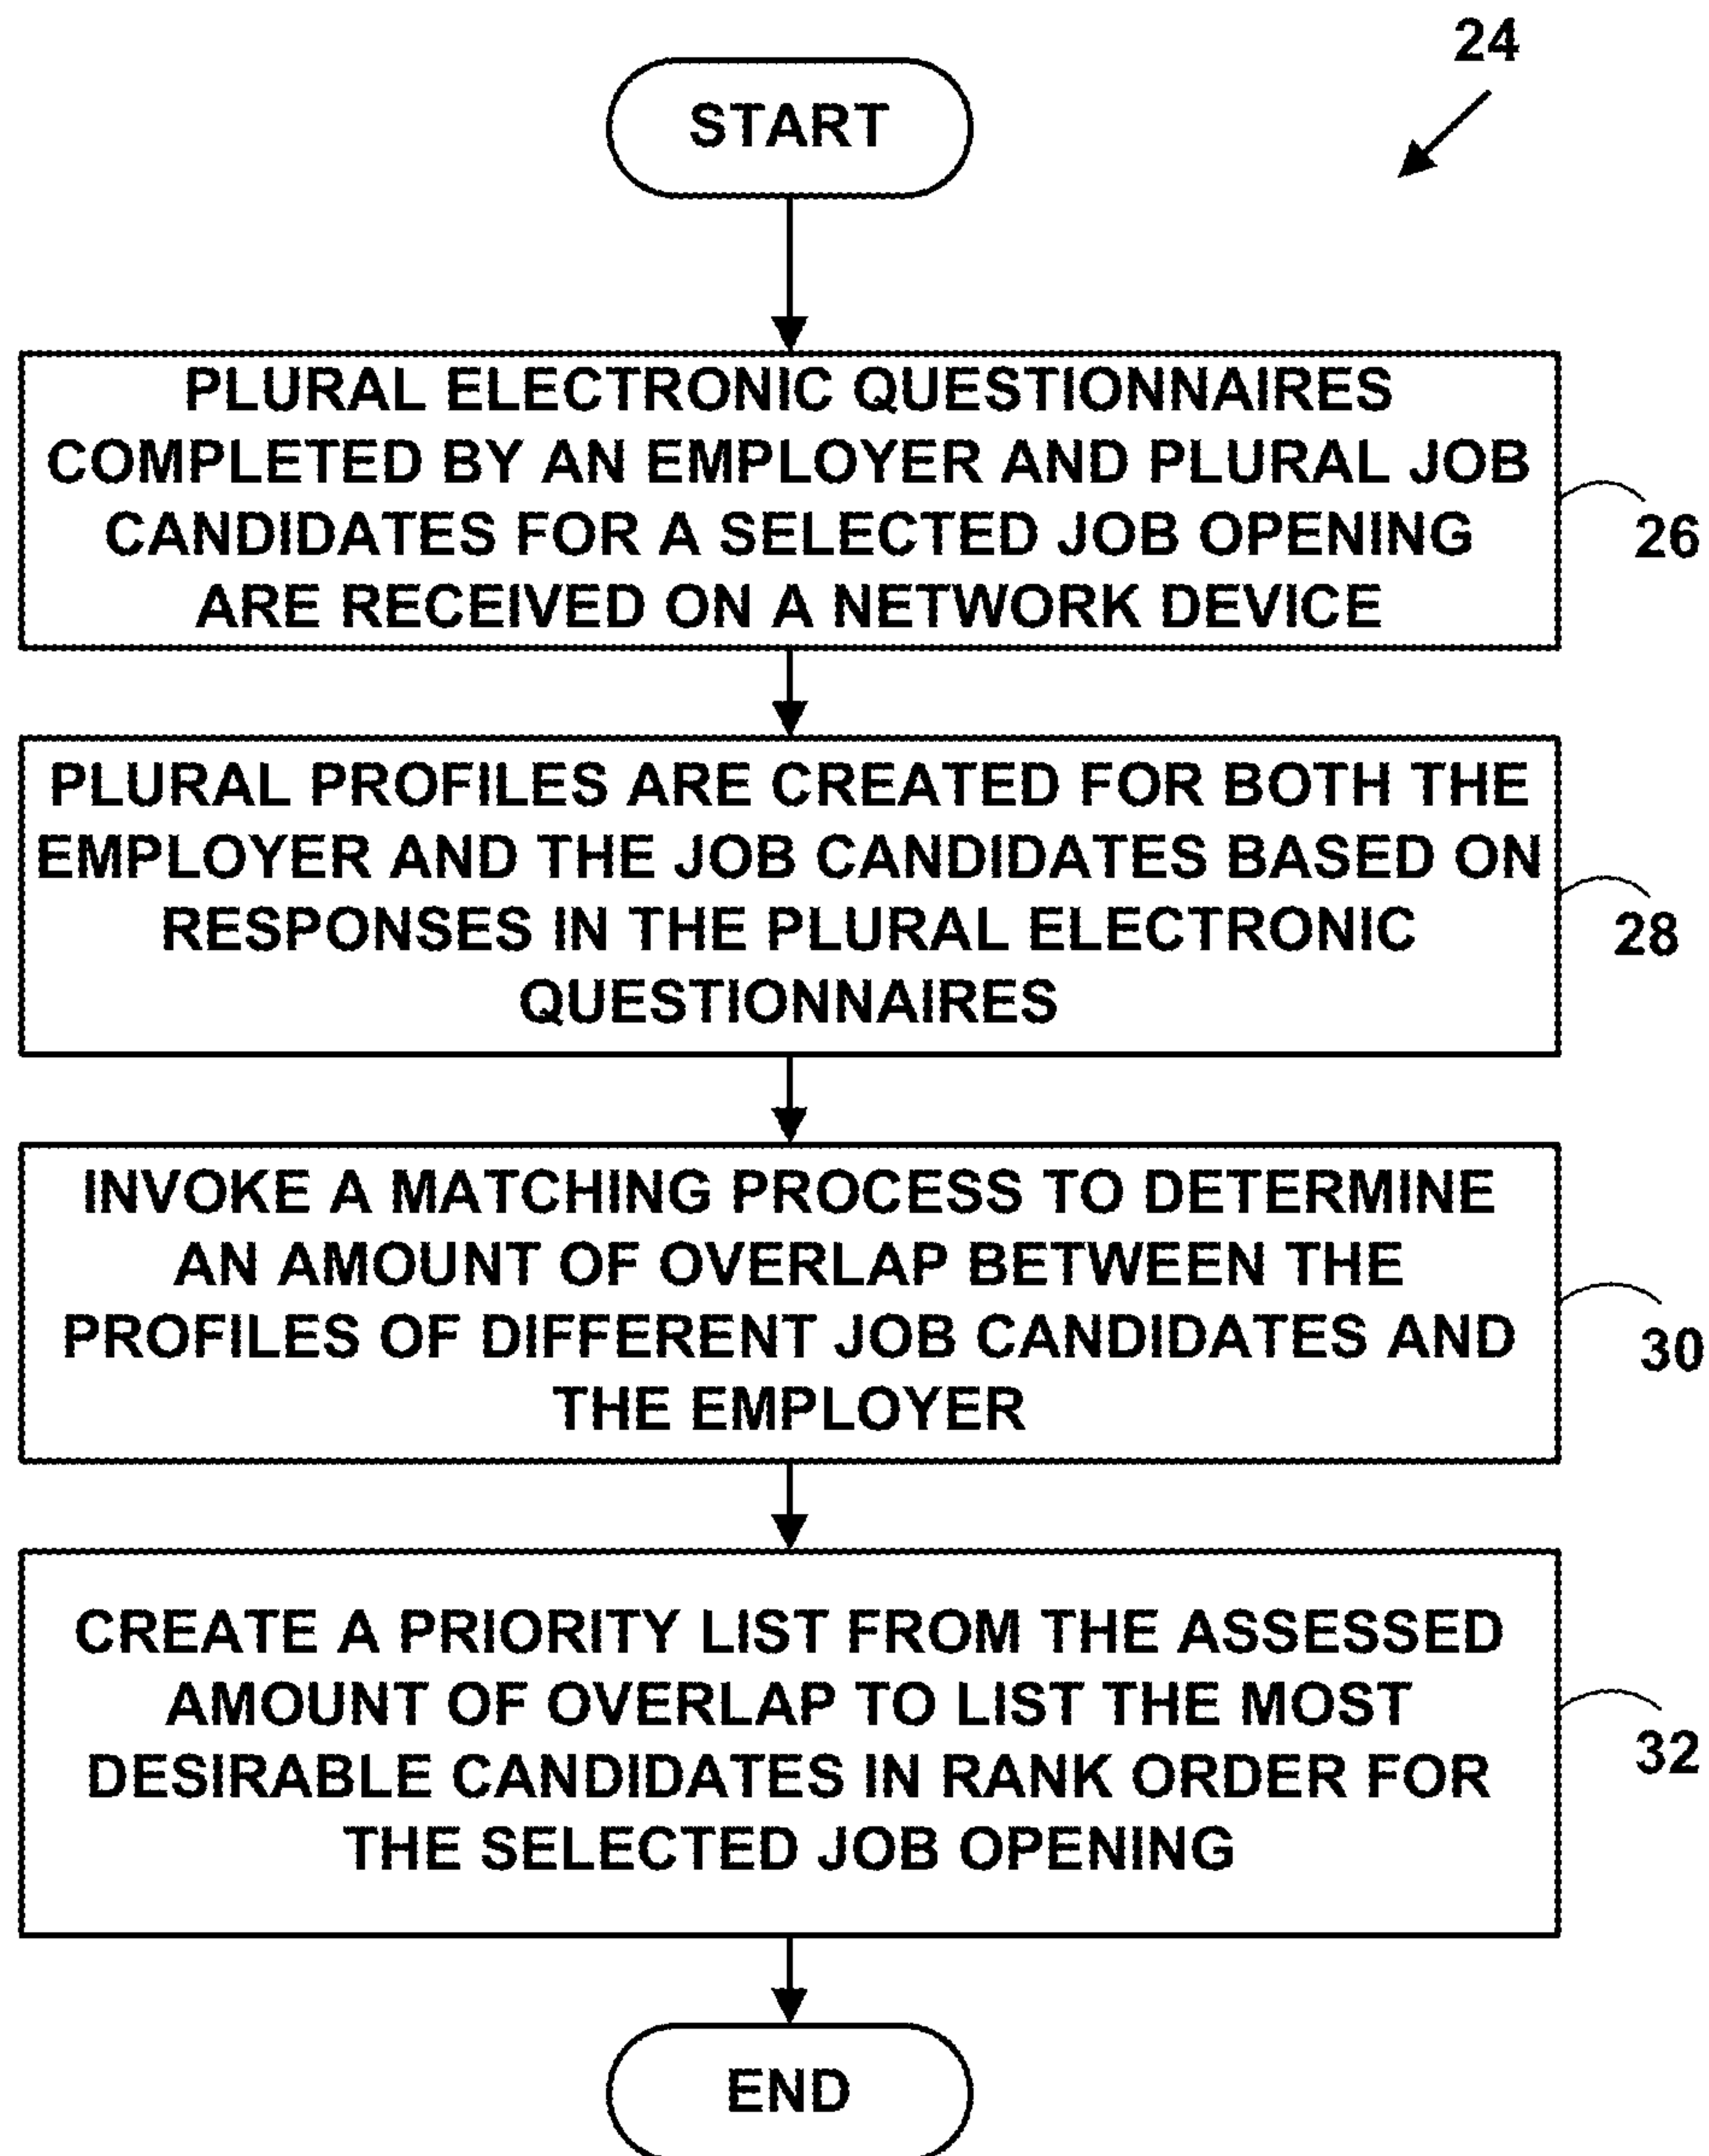 24
START
PLURAL ELECTRONIC QUESTIONNAIRES
COMPLETED BY AN EMPLOYER AND PLURAL JOB
CANDIDATES FOR A SELECTED JOB OPENING
ARE RECEIVED ON A NETWORK DEVICE
26
PLURAL PROFILES ARE CREATED FOR BOTH THE
EMPLOYER AND THE JOB CANDIDATES BASED ON
RESPONSES IN THE PLURAL ELECTRONIC
QUESTIONNAIRES
28
INVOKE A MATCHING PROCESS TO DETERMINE
AN AMOUNT OF OVERLAP BETWEEN THE
PROFILES OF DIFFERENT JOB CANDIDATES AND
THE EMPLOYER
30
CREATE A PRIORITY LIST FROM THE ASSESSED
AMOUNT OF OVERLAP TO LIST THE MOST
DESIRABLE CANDIDATES IN RANK ORDER FOR
THE SELECTED JOB OPENING
32
END